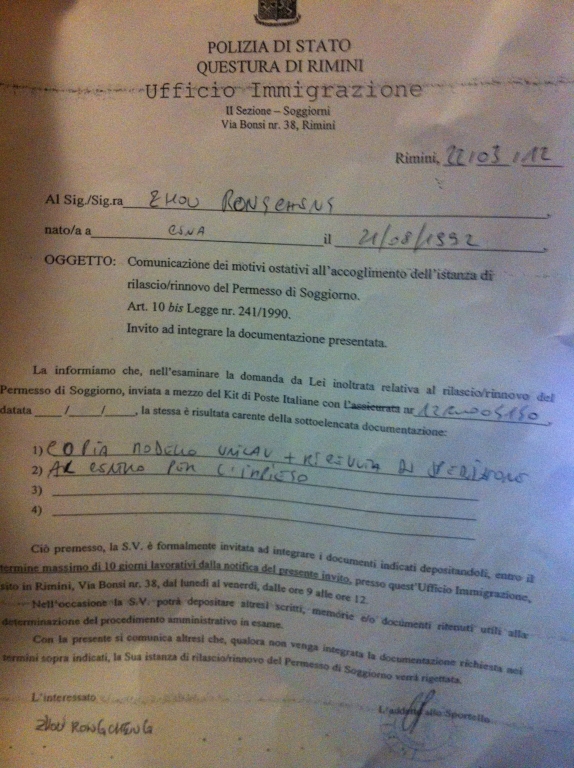 POLIZIA DI STATO
QUESTURA DI RIMINI
Ufficio Immigrazione
II Sezione – Soggiorni
Via Bonsi nr. 38, Rimini
Rimini, 22/03/12
Al Sig./Sig.ra ZHOU RONGCHENG,
nato/a a CINA il 21/08/1992,
OGGETTO: Comunicazione dei motivi ostativi all'accoglimento dell'istanza di
rilascio/rinnovo del Permesso di Soggiorno.
Art. 10 bis Legge nr. 241/1990.
Invito ad integrare la documentazione presentata.
La informiamo che, nell'esaminare la domanda da Lei inoltrata relativa al rilascio/rinnovo del
Permesso di Soggiorno, inviata a mezzo del Kit di Poste Italiane con l'assicurata nr
datata ____/____/____, la stessa è risultata carente della sottoelencata documentazione:
1) COPIA MODELLO UNILAV + RICEVUTA DI SPEDIZIONE
2) AL CENTRO PER L'IMPIEGO
3)
4)
Ciò premesso, la S.V. è formalmente invitata ad integrare i documenti indicati depositandoli, entro il
termine massimo di 10 giorni lavorativi dalla notifica del presente invito, presso quest'Ufficio Immigrazione,
sito in Rimini, Via Bonsi nr. 38, dal lunedì al venerdì, dalle ore 9 alle ore 12.
Nell'occasione la S.V. potrà depositare altresì scritti, memorie e/o documenti ritenuti utili alla
determinazione del procedimento amministrativo in esame.
Con la presente si comunica altresì che, qualora non venga integrata la documentazione richiesta nei
termini sopra indicati, la Sua istanza di rilascio/rinnovo del Permesso di Soggiorno verrà rigettata.
L'interessato
L'addetto allo Sportello
ZHOU RONGCHENG